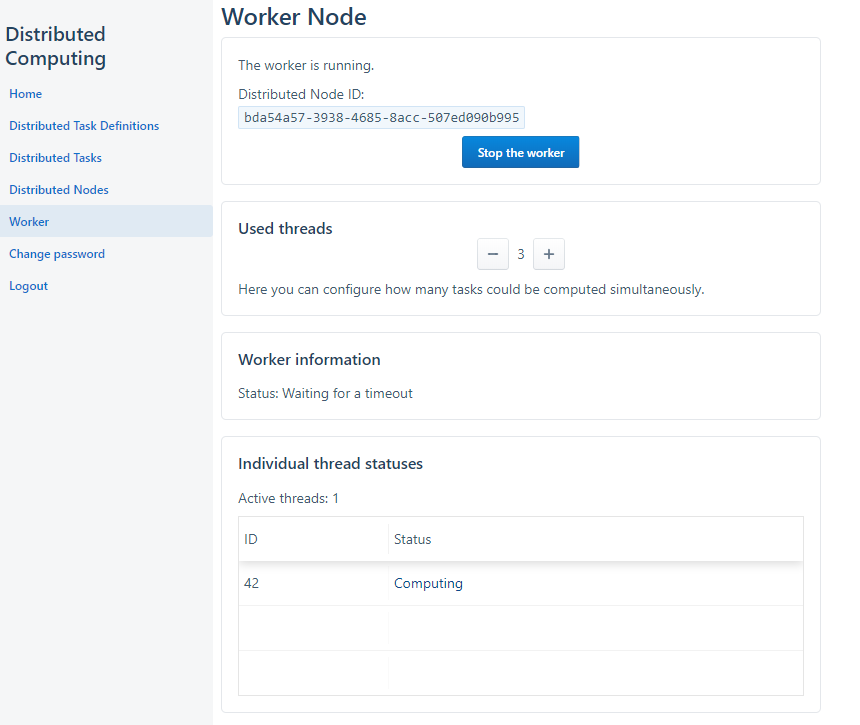 Distributed
Computing
Home
Distributed Task Definitions
Distributed Tasks
Distributed Nodes
Worker
Change password
Logout
Worker Node
The worker is running.
Distributed Node ID:
bda54a57-3938-4685-8acc-507ed090b995
Stop the worker
Used threads
− 3 +
Here you can configure how many tasks could be computed simultaneously.
Worker information
Status: Waiting for a timeout
Individual thread statuses
Active threads: 1
ID Status
42 Computing